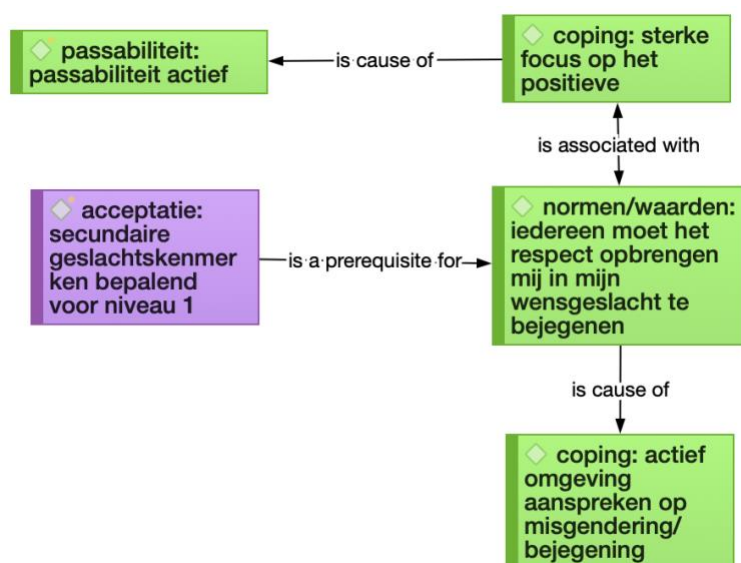 passabiliteit:
passabiliteit actief
is cause of
coping: sterke
focus op het
positieve
is associated with
acceptatie:
secundaire
geslachtskenmer
ken bepalend
voor niveau 1
is a prerequisite for
normen/waarden:
iedereen moet het
respect opbrengen
mij in mijn
wensgeslacht te
bejegenen
is cause of
coping: actief
omgeving
aanspreken op
misgendering/
bejegening